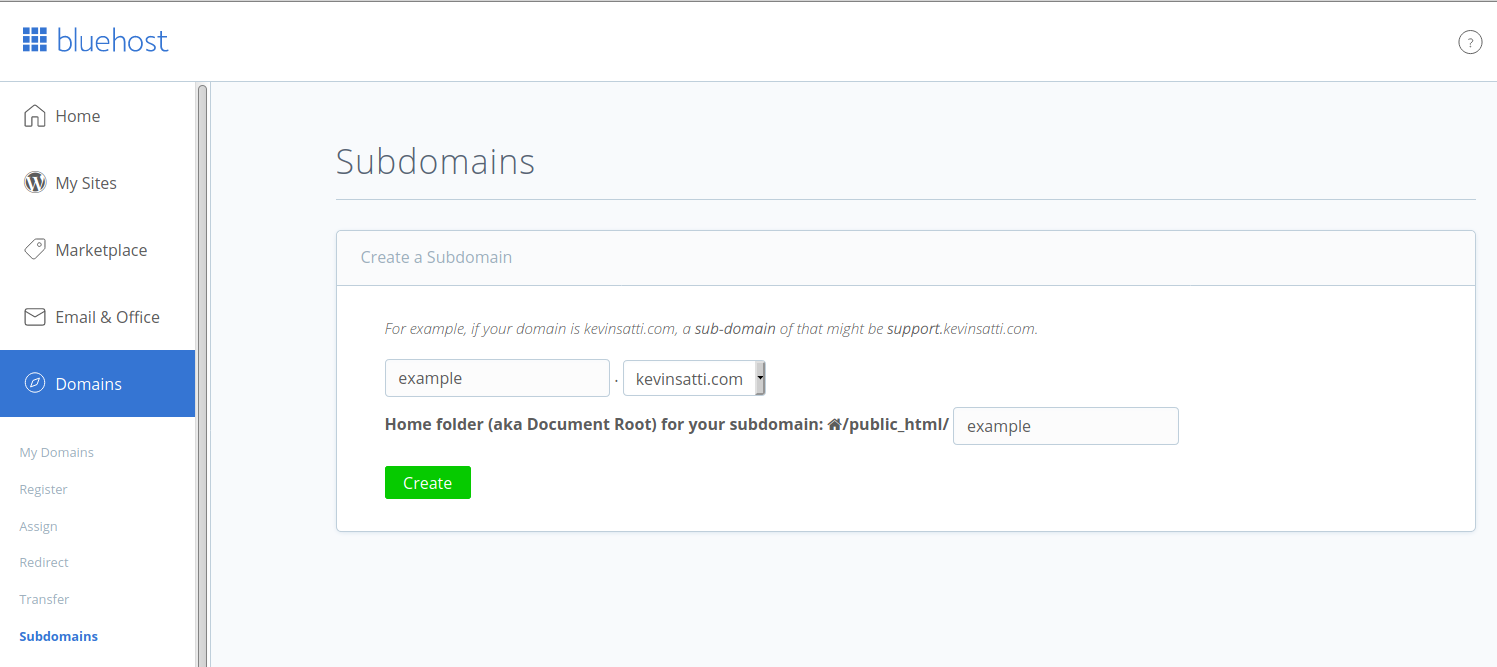 bluehost
?
Home
My Sites
Marketplace
Email & Office
Domains
My Domains
Register
Assign
Redirect
Transfer
Subdomains
Subdomains
Create a Subdomain
For example, if your domain is kevinsatti.com, a sub-domain of that might be support.kevinsatti.com.
example . kevinsatti.com
Home folder (aka Document Root) for your subdomain: /public_html/ example
Create